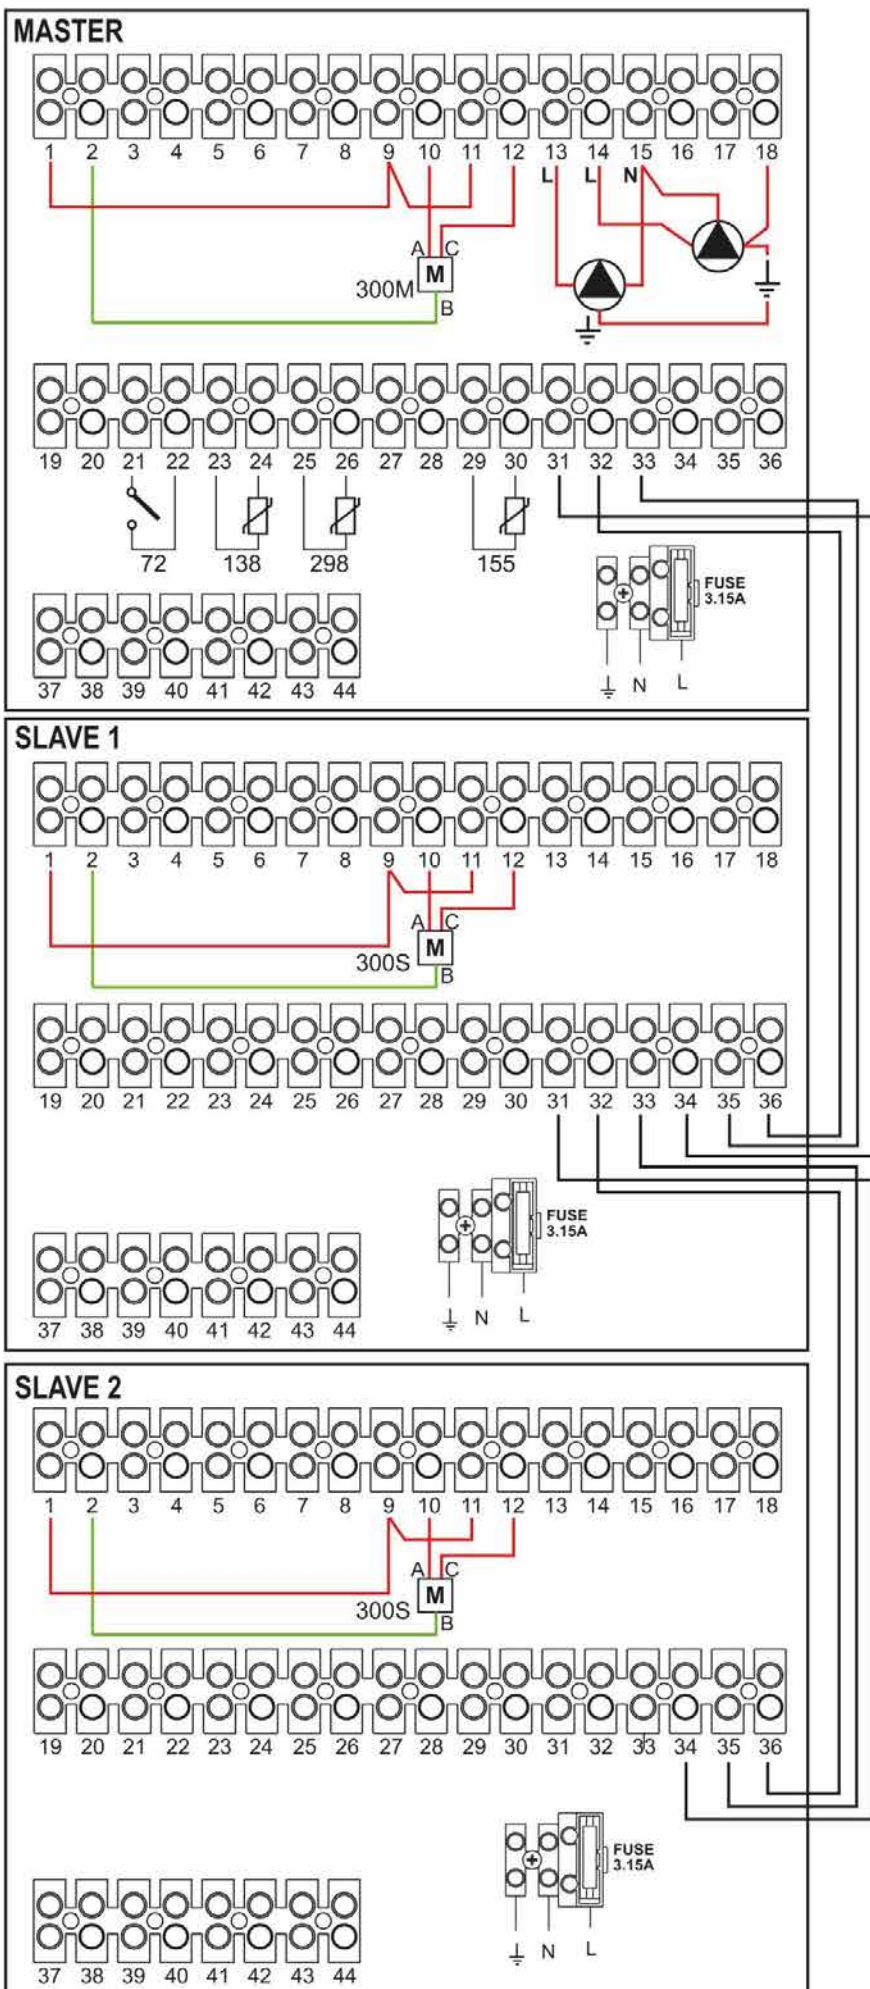 MASTER
1 2 3 4 5 6 7 8 9 10 11 12 13 14 15 16 17 18
L L N
A C
M
300M
B
19 20 21 22 23 24 25 26 27 28 29 30 31 32 33 34 35 36
72 138 298 155
FUSE
3.15A
N L
37 38 39 40 41 42 43 44
SLAVE 1
1 2 3 4 5 6 7 8 9 10 11 12 13 14 15 16 17 18
A C
M
300S
B
19 20 21 22 23 24 25 26 27 28 29 30 31 32 33 34 35 36
FUSE
3.15A
N L
37 38 39 40 41 42 43 44
SLAVE 2
1 2 3 4 5 6 7 8 9 10 11 12 13 14 15 16 17 18
A C
M
300S
B
19 20 21 22 23 24 25 26 27 28 29 30 31 32 33 34 35 36
FUSE
3.15A
N L
37 38 39 40 41 42 43 44